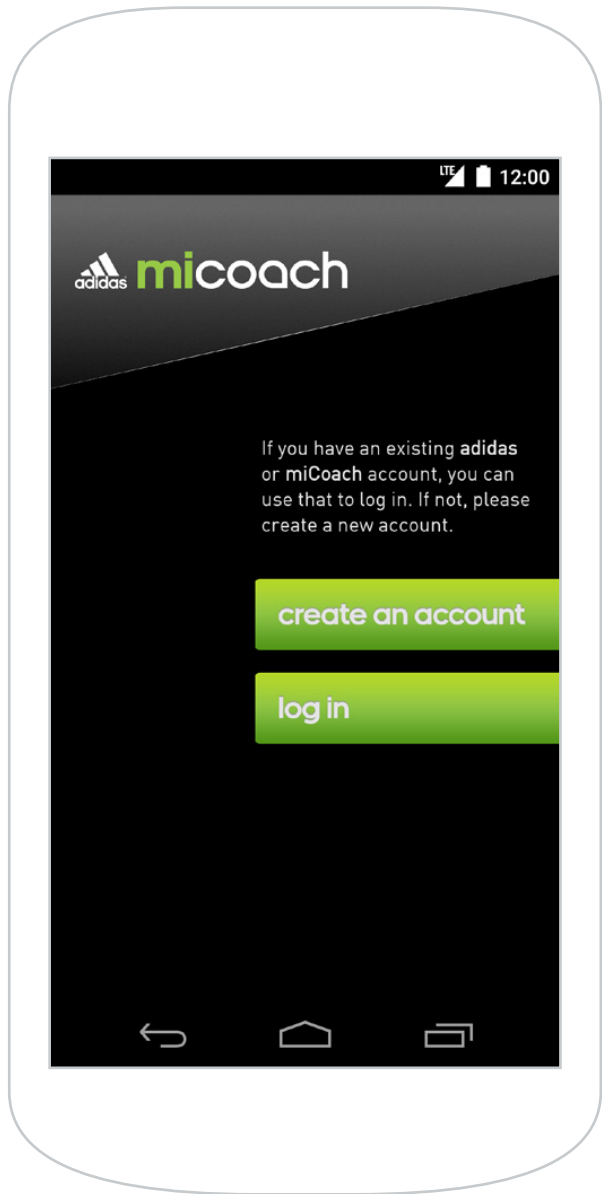 LTE 12:00
adidas micoach
If you have an existing adidas
or miCoach account, you can
use that to log in. If not, please
create a new account.
create an account
log in